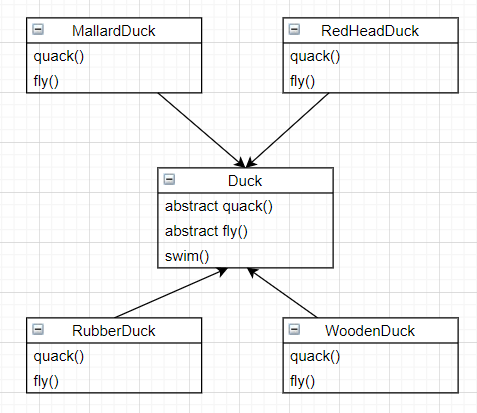 MallardDuck
quack()
fly()
RedHeadDuck
quack()
fly()
Duck
abstract quack()
abstract fly()
swim()
RubberDuck
quack()
fly()
WoodenDuck
quack()
fly()